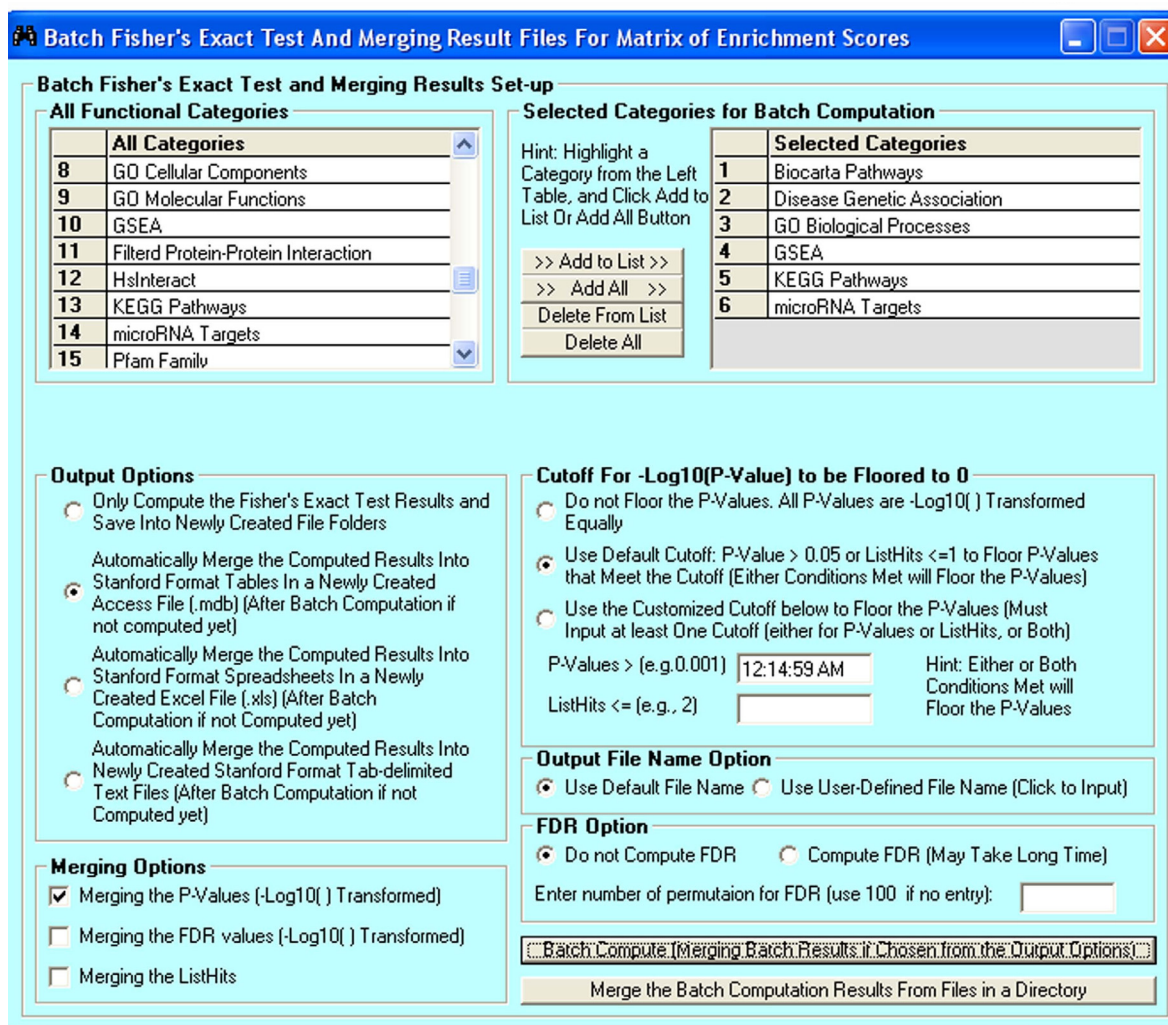 Batch Fisher's Exact Test And Merging Result Files For Matrix of Enrichment Scores
Batch Fisher's Exact Test and Merging Results Set-up
All Functional Categories
All Categories
8 GO Cellular Components
9 GO Molecular Functions
10 GSEA
11 Filterd Protein-Protein Interaction
12 HsInteract
13 KEGG Pathways
14 microRNA Targets
15 Pfam Family
Selected Categories for Batch Computation
Hint: Highlight a
Category from the Left
Table, and Click Add to
List Or Add All Button
>> Add to List >>
>> Add All >>
Delete From List
Delete All
Selected Categories
1 Biocarta Pathways
2 Disease Genetic Association
3 GO Biological Processes
4 GSEA
5 KEGG Pathways
6 microRNA Targets
Output Options
Only Compute the Fisher's Exact Test Results and
Save Into Newly Created File Folders
Automatically Merge the Computed Results Into
Stanford Format Tables In a Newly Created
Access File (.mdb) (After Batch Computation if
not computed yet)
Automatically Merge the Computed Results Into
Stanford Format Spreadsheets In a Newly
Created Excel File (.xls) (After Batch
Computation if not Computed yet)
Automatically Merge the Computed Results Into
Newly Created Stanford Format Tab-delimited
Text Files (After Batch Computation if not
Computed yet)
Merging Options
Merging the P-Values (-Log10( ) Transformed)
Merging the FDR values (-Log10( ) Transformed)
Merging the ListHits
Cutoff For -Log10(P-Value) to be Floored to 0
Do not Floor the P-Values. All P-Values are -Log10( ) Transformed
Equally
Use Default Cutoff: P-Value > 0.05 or ListHits <=1 to Floor P-Values
that Meet the Cutoff (Either Conditions Met will Floor the P-Values)
Use the Customized Cutoff below to Floor the P-Values (Must
Input at least One Cutoff (either for P-Values or ListHits, or Both)
P-Values > (e.g.0.001) 12:14:59 AM
ListHits <= (e.g., 2)
Hint: Either or Both
Conditions Met will
Floor the P-Values
Output File Name Option
Use Default File Name Use User-Defined File Name (Click to Input)
FDR Option
Do not Compute FDR Compute FDR (May Take Long Time)
Enter number of permutaion for FDR (use 100 if no entry):
Batch Compute (Merging Batch Results if Chosen from the Output Options)
Merge the Batch Computation Results From Files in a Directory